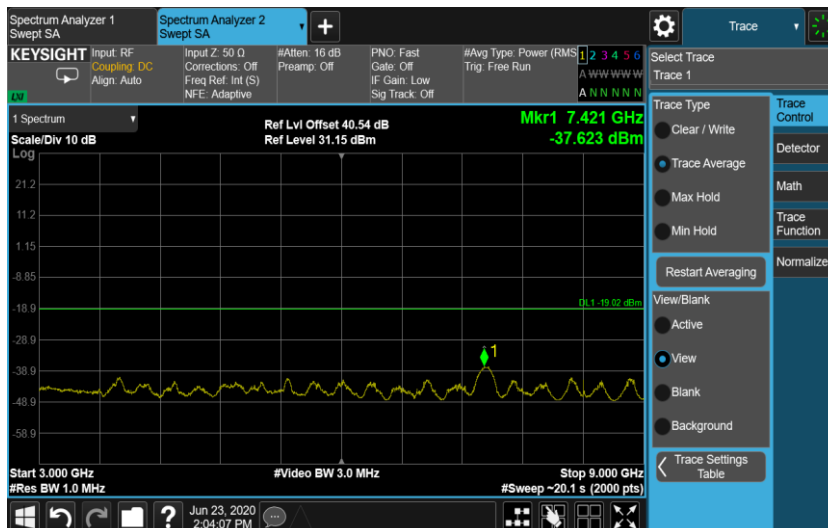 Spectrum Analyzer 1
Swept SA
Spectrum Analyzer 2
Swept SA
Trace
KEYSIGHT
Input: RF
Coupling: DC
Align: Auto
Input Z: 50 Ω
Corrections: Off
Freq Ref: Int (S)
NFE: Adaptive
#Atten: 16 dB
Preamp: Off
PNO: Fast
Gate: Off
IF Gain: Low
Sig Track: Off
#Avg Type: Power (RMS
Trig: Free Run
1 2 3 4 5 6
A W W W W W
A N N N N N
LXI
Select Trace
Trace 1
1 Spectrum
Scale/Div 10 dB
Log
Ref Lvl Offset 40.54 dB
Ref Level 31.15 dBm
Mkr1 7.421 GHz
-37.623 dBm
21.2
11.2
1.15
-8.85
-18.9
-28.9
-38.9
-48.9
-58.9
DL1 -19.02 dBm
1
Start 3.000 GHz
#Res BW 1.0 MHz
#Video BW 3.0 MHz
Stop 9.000 GHz
#Sweep ~20.1 s (2000 pts)
Trace Type
Clear / Write
Trace Average
Max Hold
Min Hold
Restart Averaging
View/Blank
Active
View
Blank
Background
Trace Settings
Table
Trace
Control
Detector
Math
Trace
Function
Normalize
Jun 23, 2020
2:04:07 PM